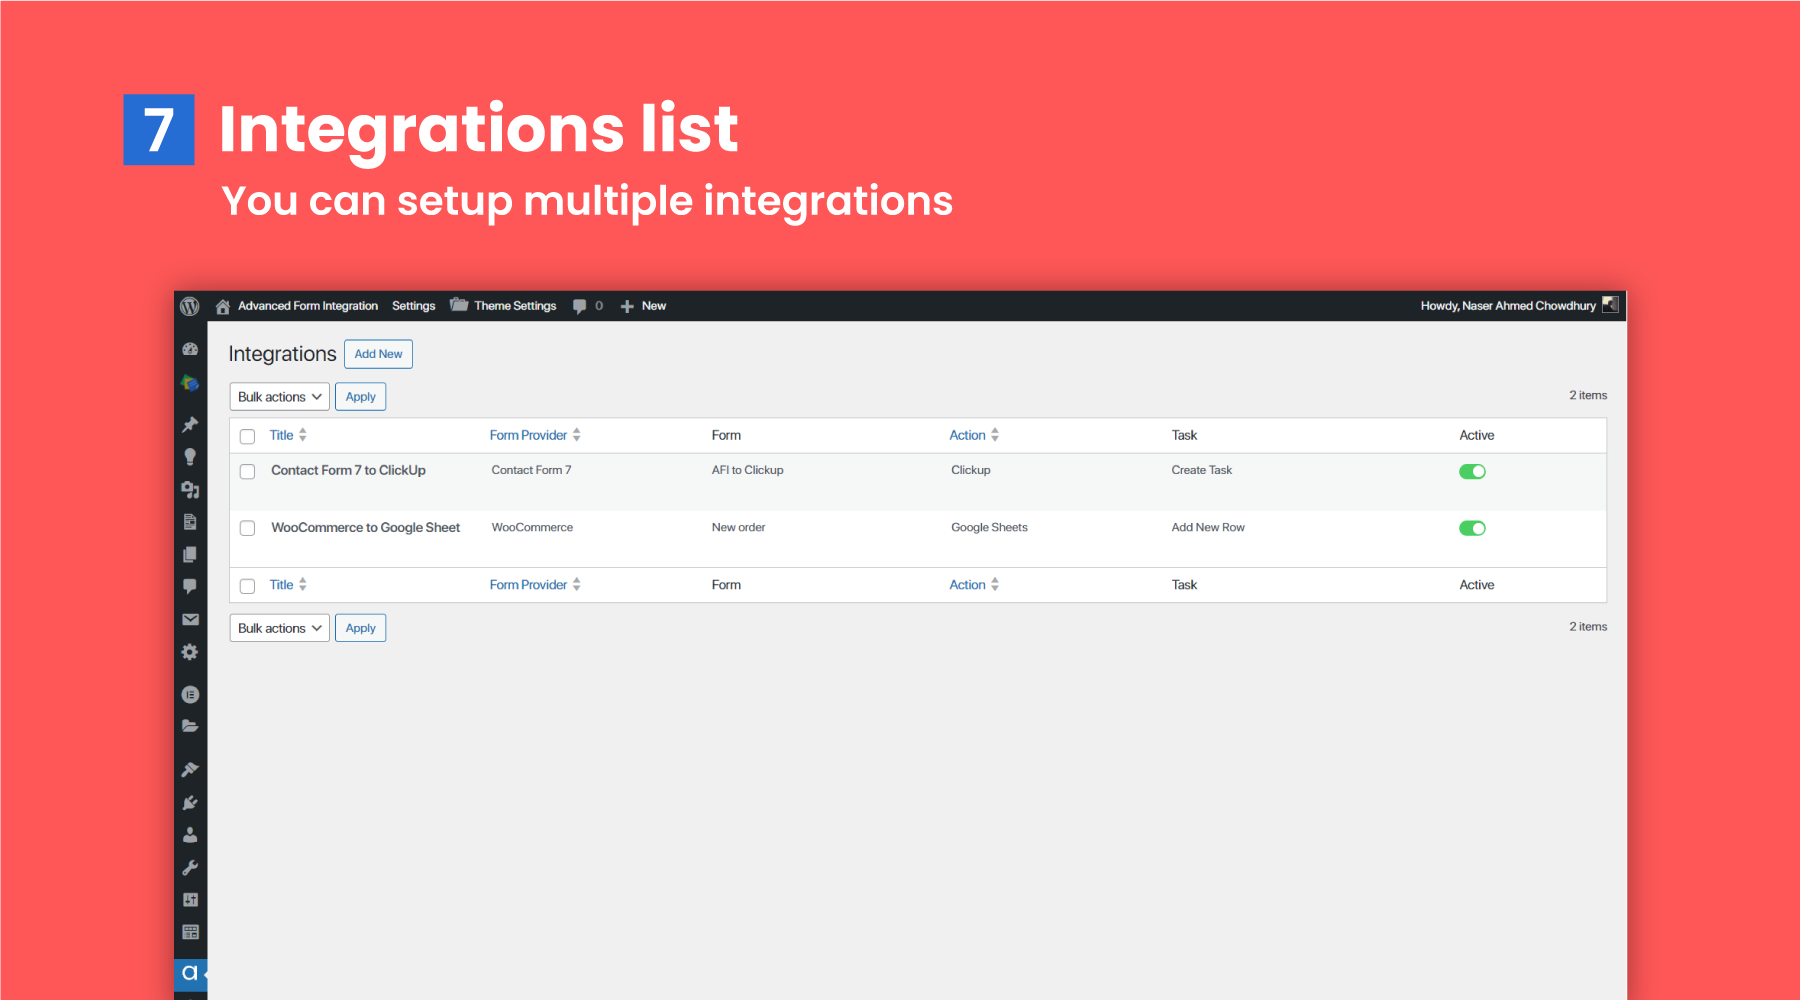 7 Integrations list
You can setup multiple integrations
Advanced Form Integration Settings Theme Settings 0 New Howdy, Naser Ahmed Chowdhury
Integrations Add New
Bulk actions Apply 2 items
Title Form Provider Form Action Task Active
Contact Form 7 to ClickUp Contact Form 7 AFI to Clickup Clickup Create Task
WooCommerce to Google Sheet WooCommerce New order Google Sheets Add New Row
Title Form Provider Form Action Task Active
Bulk actions Apply 2 items